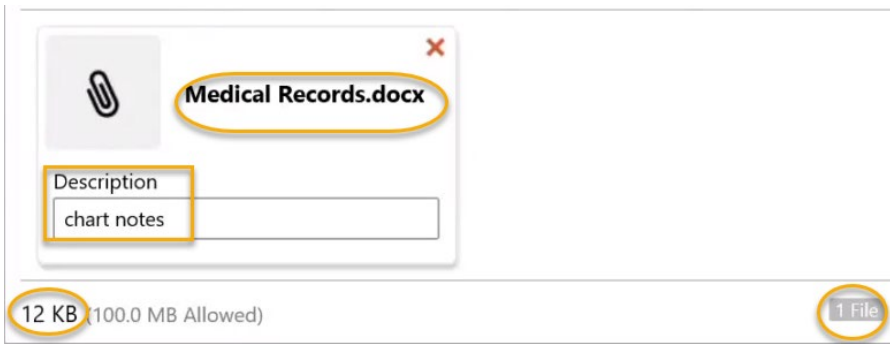 Medical Records.docx
Description
chart notes
12 KB (100.0 MB Allowed)
1 File